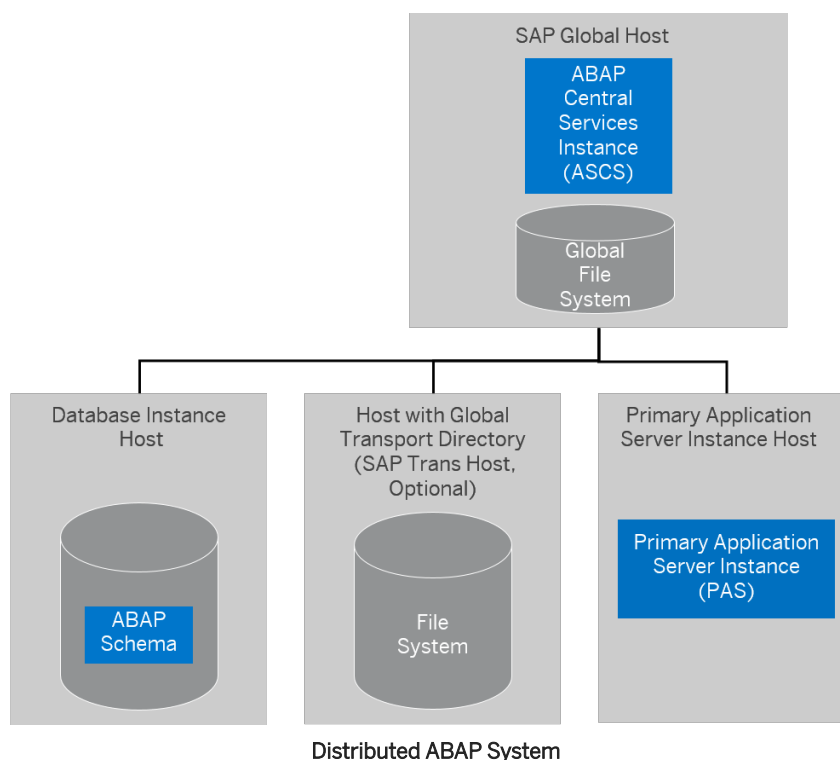 SAP Global Host
ABAP
Central
Services
Instance
(ASCS)
Global
File
System
Database Instance
Host
ABAP
Schema
Host with Global
Transport Directory
(SAP Trans Host,
Optional)
File
System
Primary Application
Server Instance Host
Primary Application
Server Instance
(PAS)
Distributed ABAP System